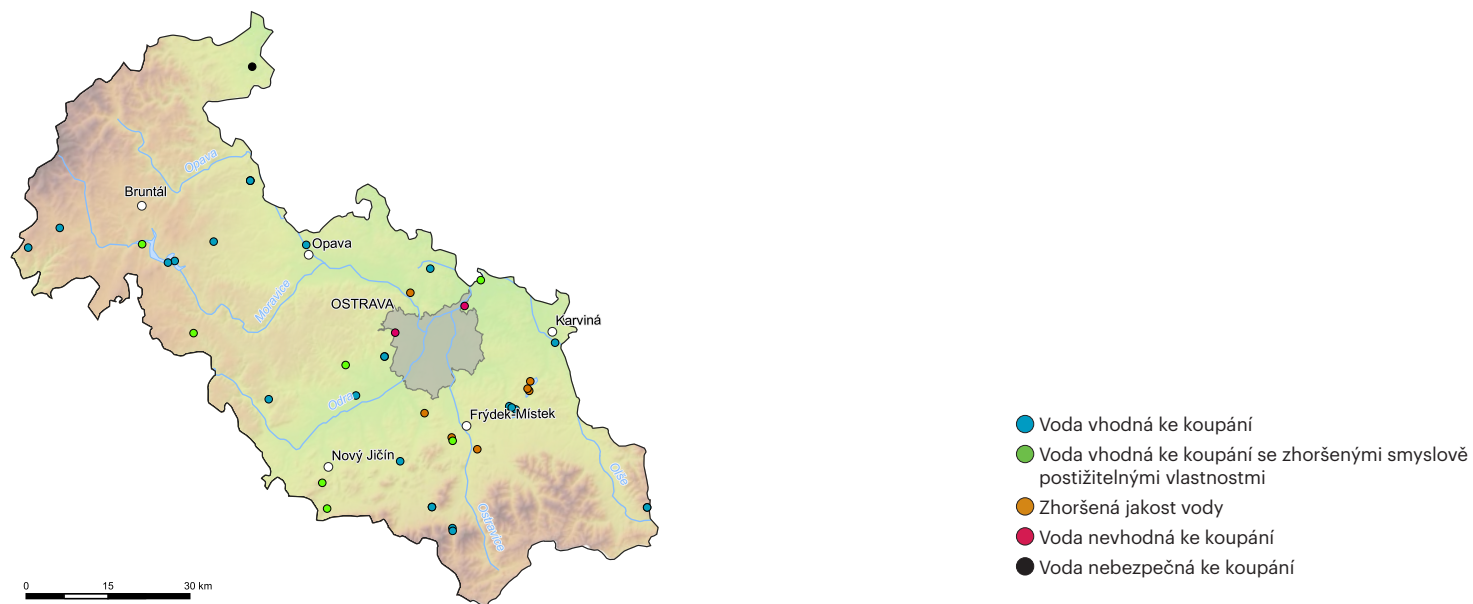 Opava
Bruntál
Opava
Moravice
OSTRAVA
Karviná
Odra
Frýdek-Místek
Nový Jičín
Olše
Ostravice
0 15 30 km
Voda vhodná ke koupání
Voda vhodná ke koupání se zhoršenými smyslově
postižitelnými vlastnostmi
Zhoršená jakost vody
Voda nevhodná ke koupání
Voda nebezpečná ke koupání